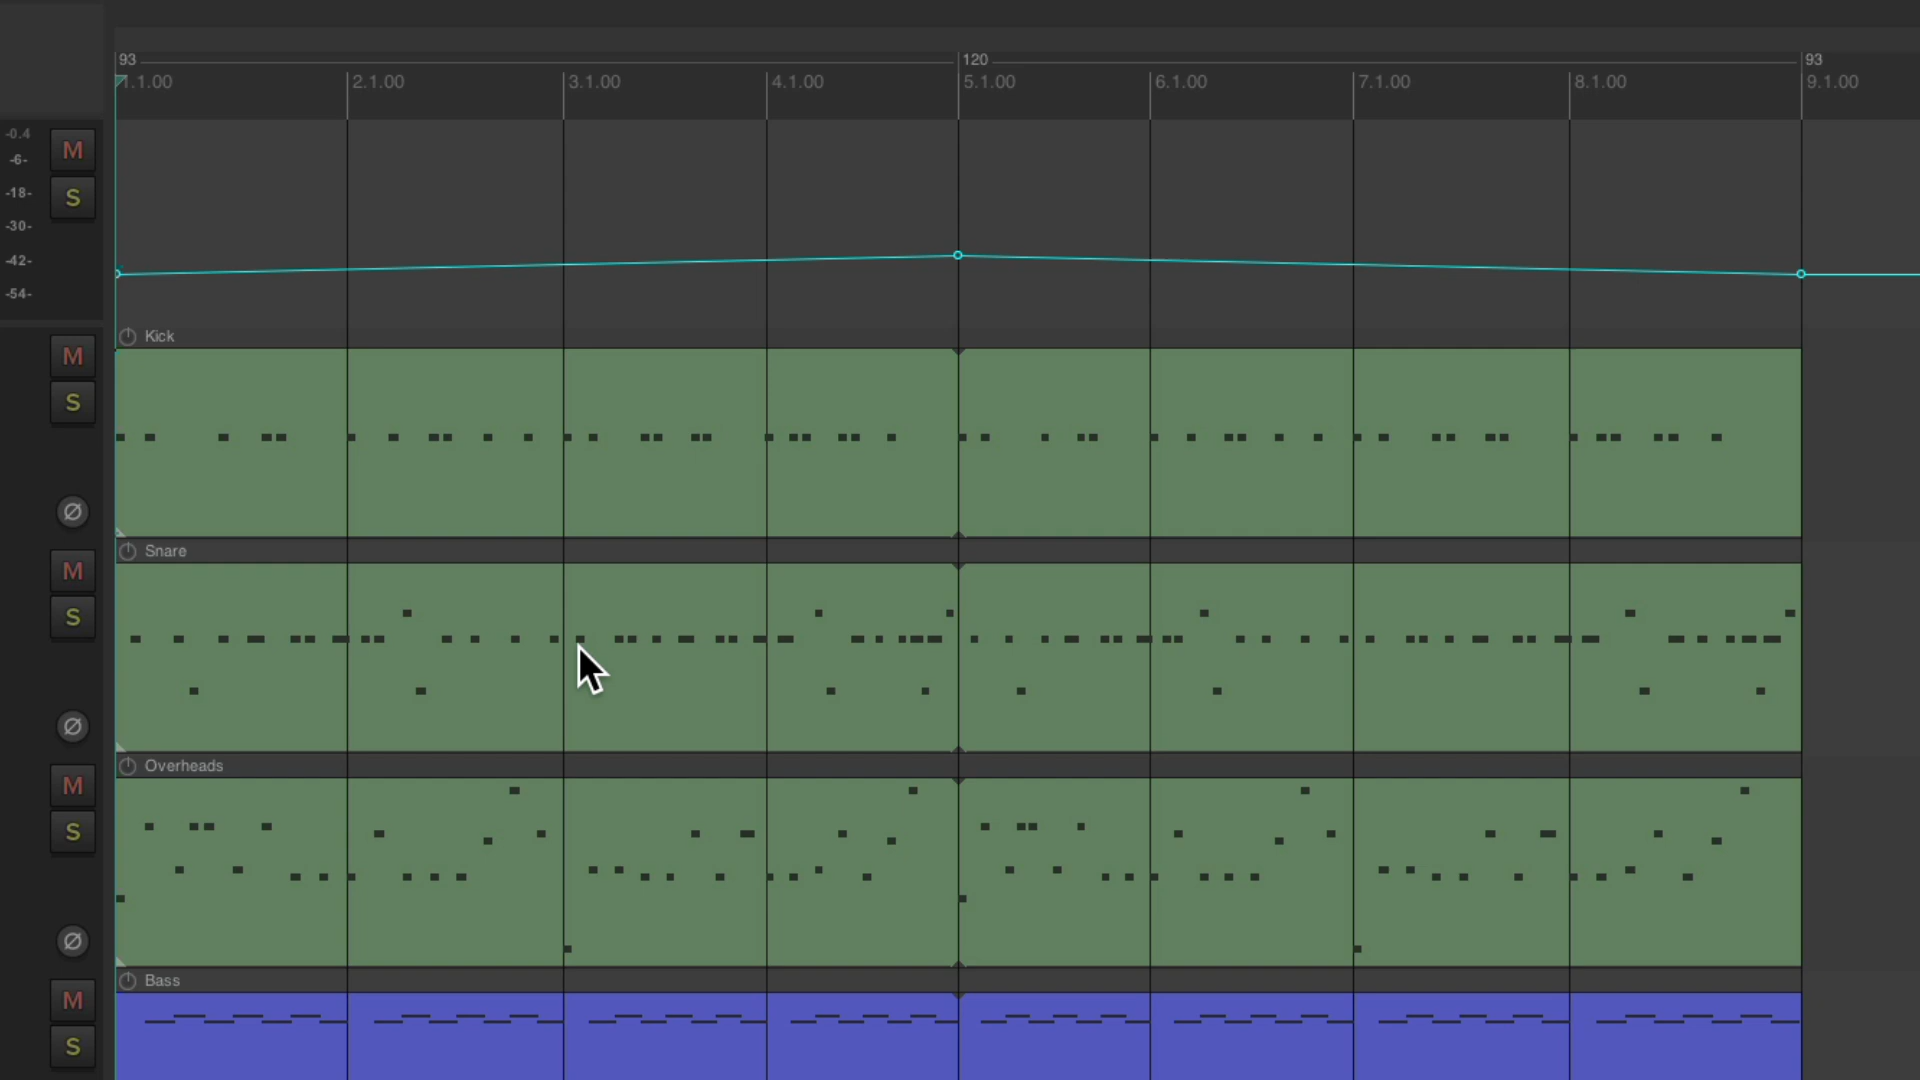 93 120 93
1.1.00 2.1.00 3.1.00 4.1.00 5.1.00 6.1.00 7.1.00 8.1.00 9.1.00
-0.4
M
-6-
-18-
S
-30-
-42-
-54-
Kick
M
S
Snare
M
S
Overheads
M
S
Bass
M
S